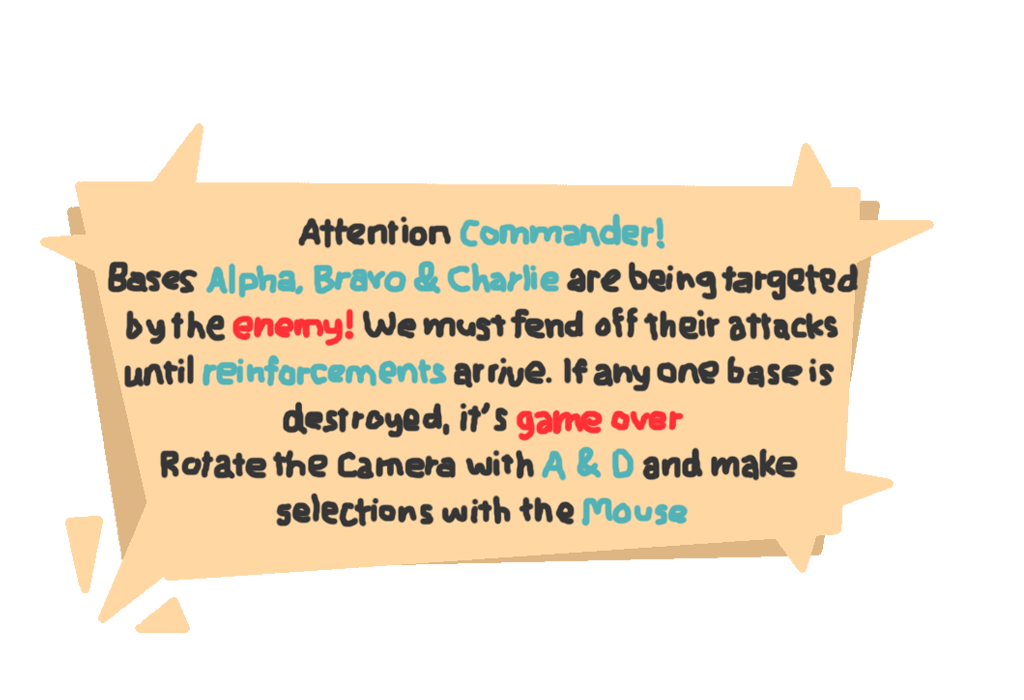 Attention Commander!
Bases Alpha, Bravo & Charlie are being targeted
by the enemy! We must fend off their attacks
until reinforcements arrive. If any one base is
destroyed, it's game over
Rotate the Camera with A & D and make
selections with the Mouse